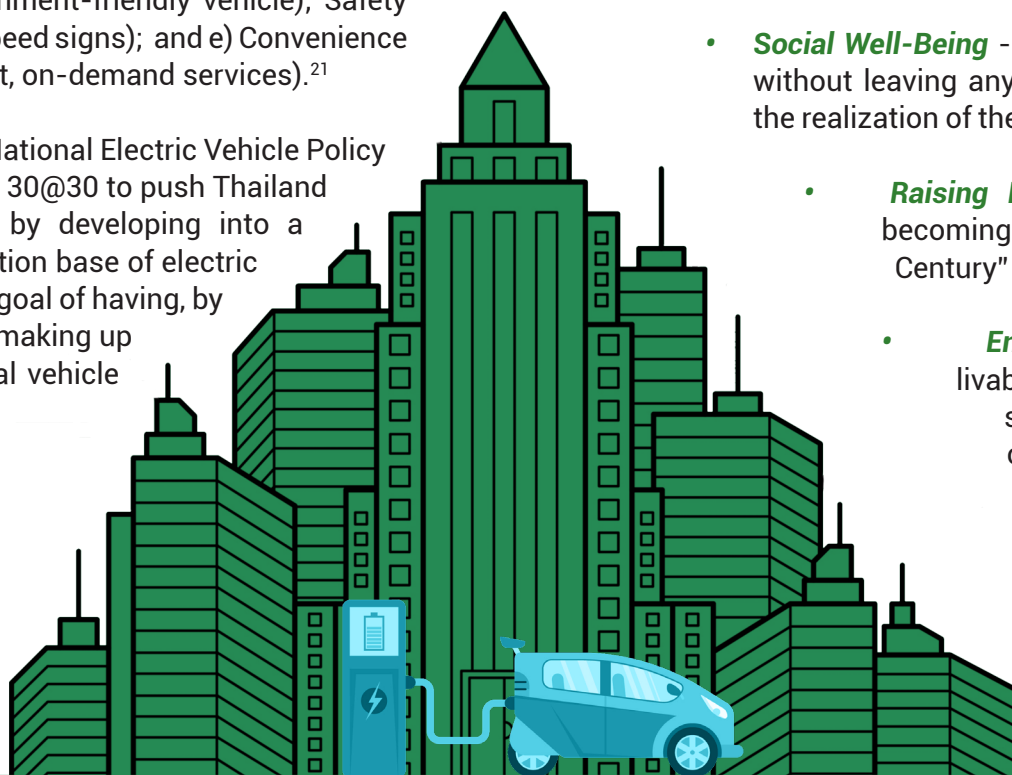 nment-friendly vehicle); Safety
peed signs); and e) Convenience
t, on-demand services).²¹
National Electric Vehicle Policy
30@30 to push Thailand
by developing into a
tion base of electric
goal of having, by
making up
al vehicle
• Social Well-Being -
without leaving any
the realization of the
• Raising
becoming
Century"
•
livab